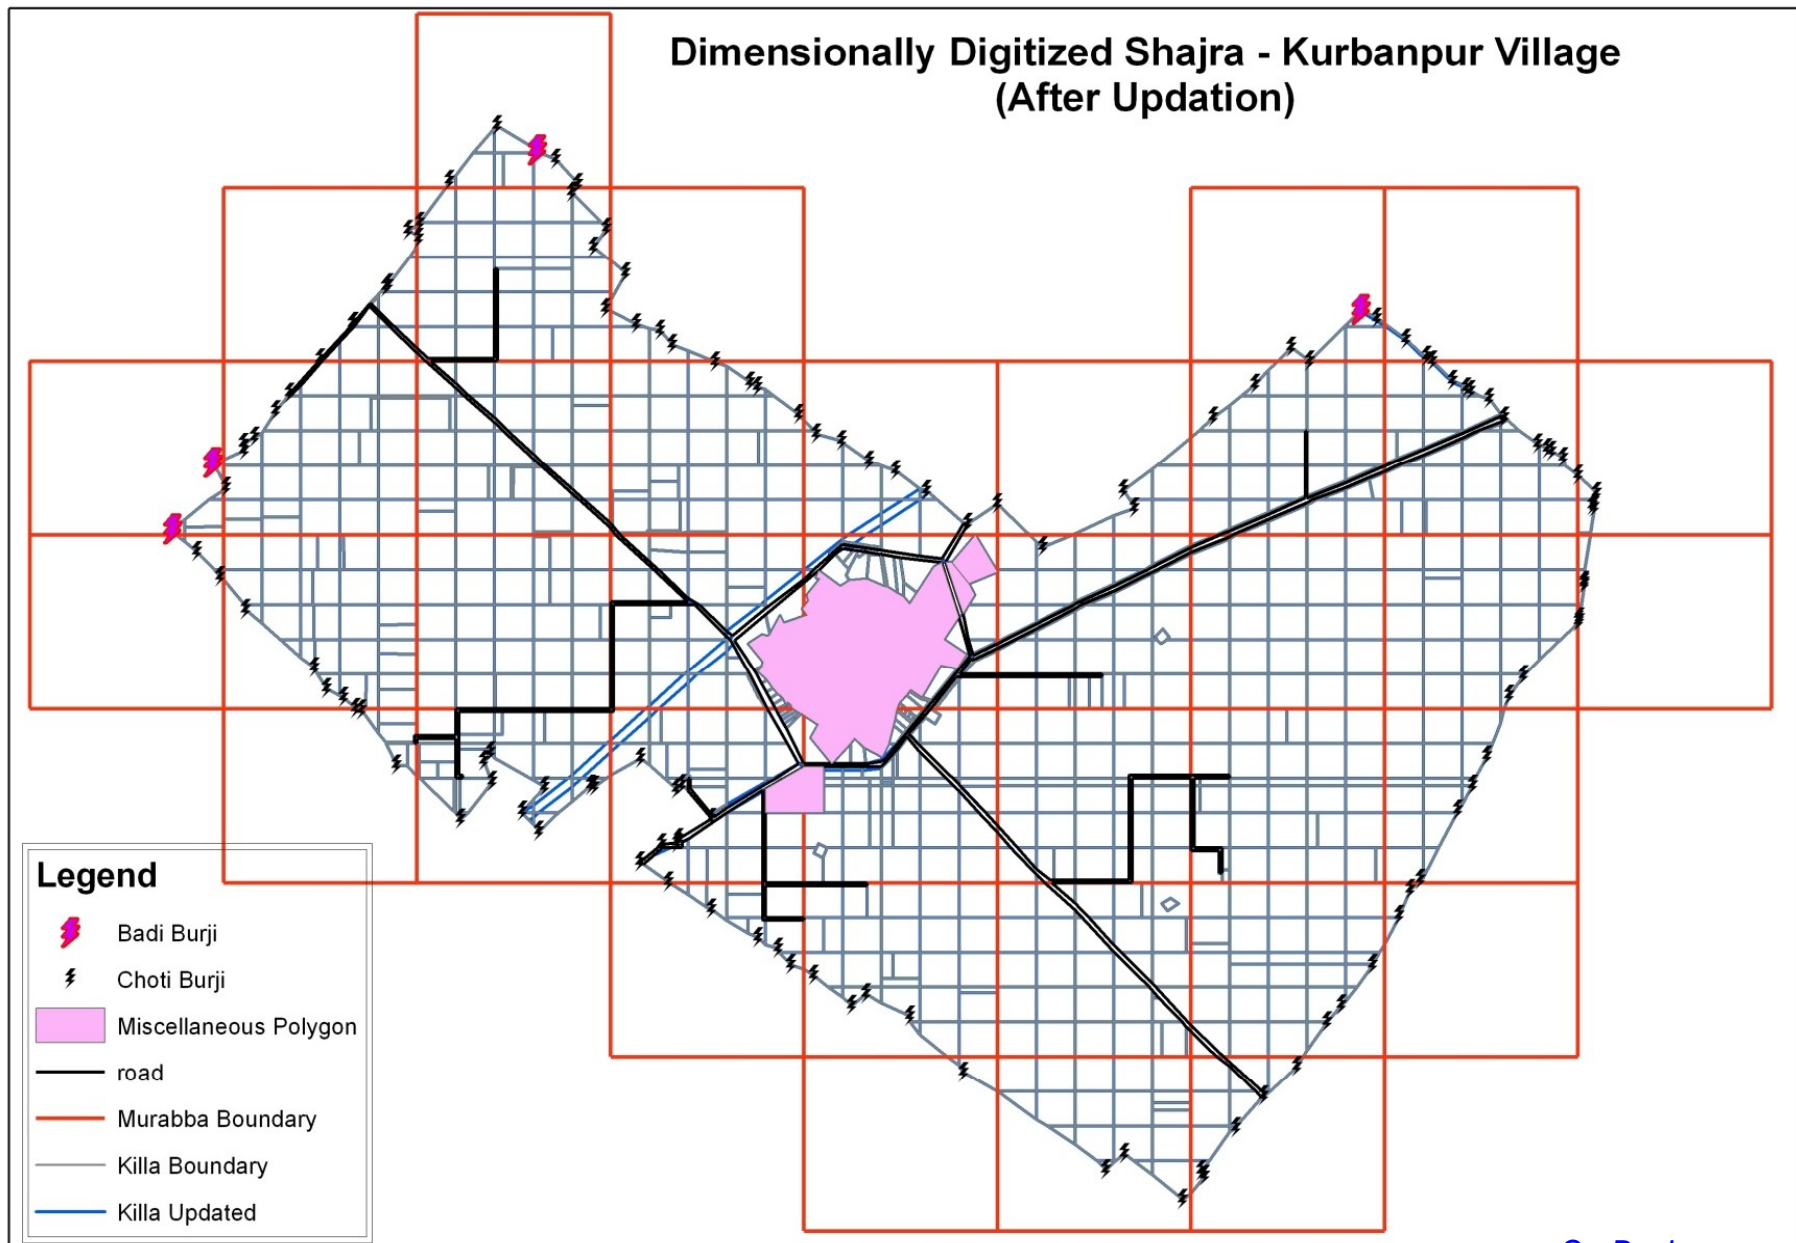 Dimensionally Digitized Shajra - Kurbanpur Village
(After Updation)
Legend
Badi Burji
Choti Burji
Miscellaneous Polygon
road
Murabba Boundary
Killa Boundary
Killa Updated